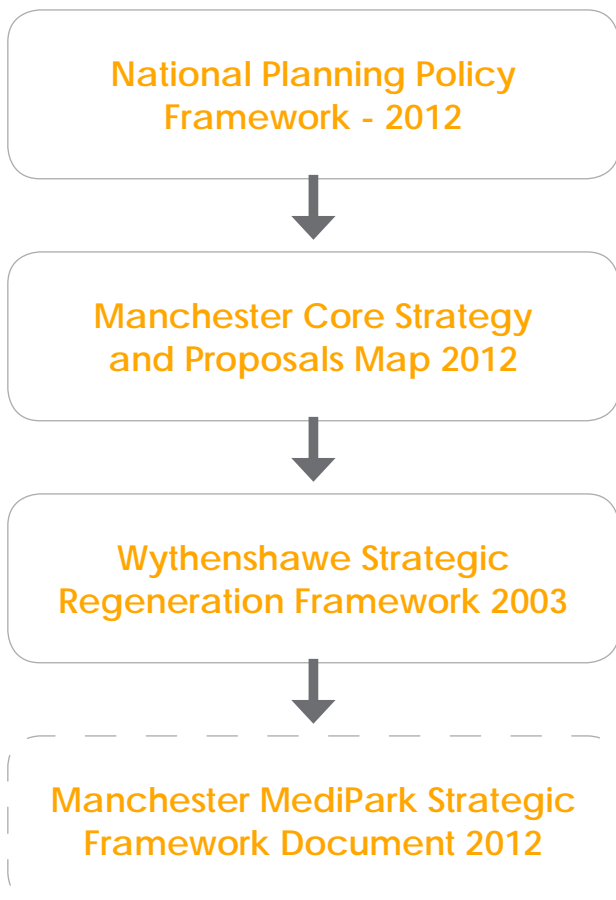 National Planning Policy
Framework - 2012
Manchester Core Strategy
and Proposals Map 2012
Wythenshawe Strategic
Regeneration Framework 2003
Manchester MediPark Strategic
Framework Document 2012